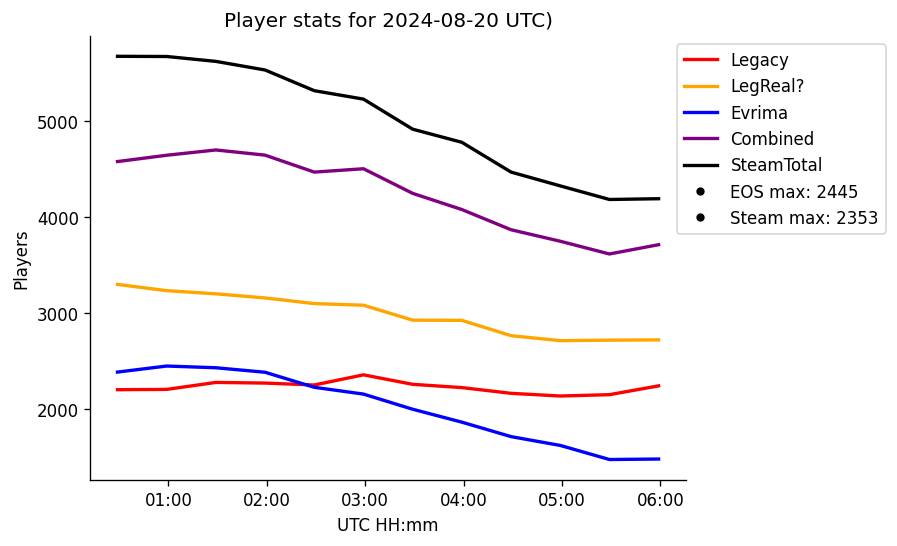 Player stats for 2024-08-20 UTC)
Legacy
LegReal?
Evrima
Combined
SteamTotal
EOS max: 2445
Steam max: 2353
5000
4000
3000
2000
Players
01:00 02:00 03:00 04:00 05:00 06:00
UTC HH:mm